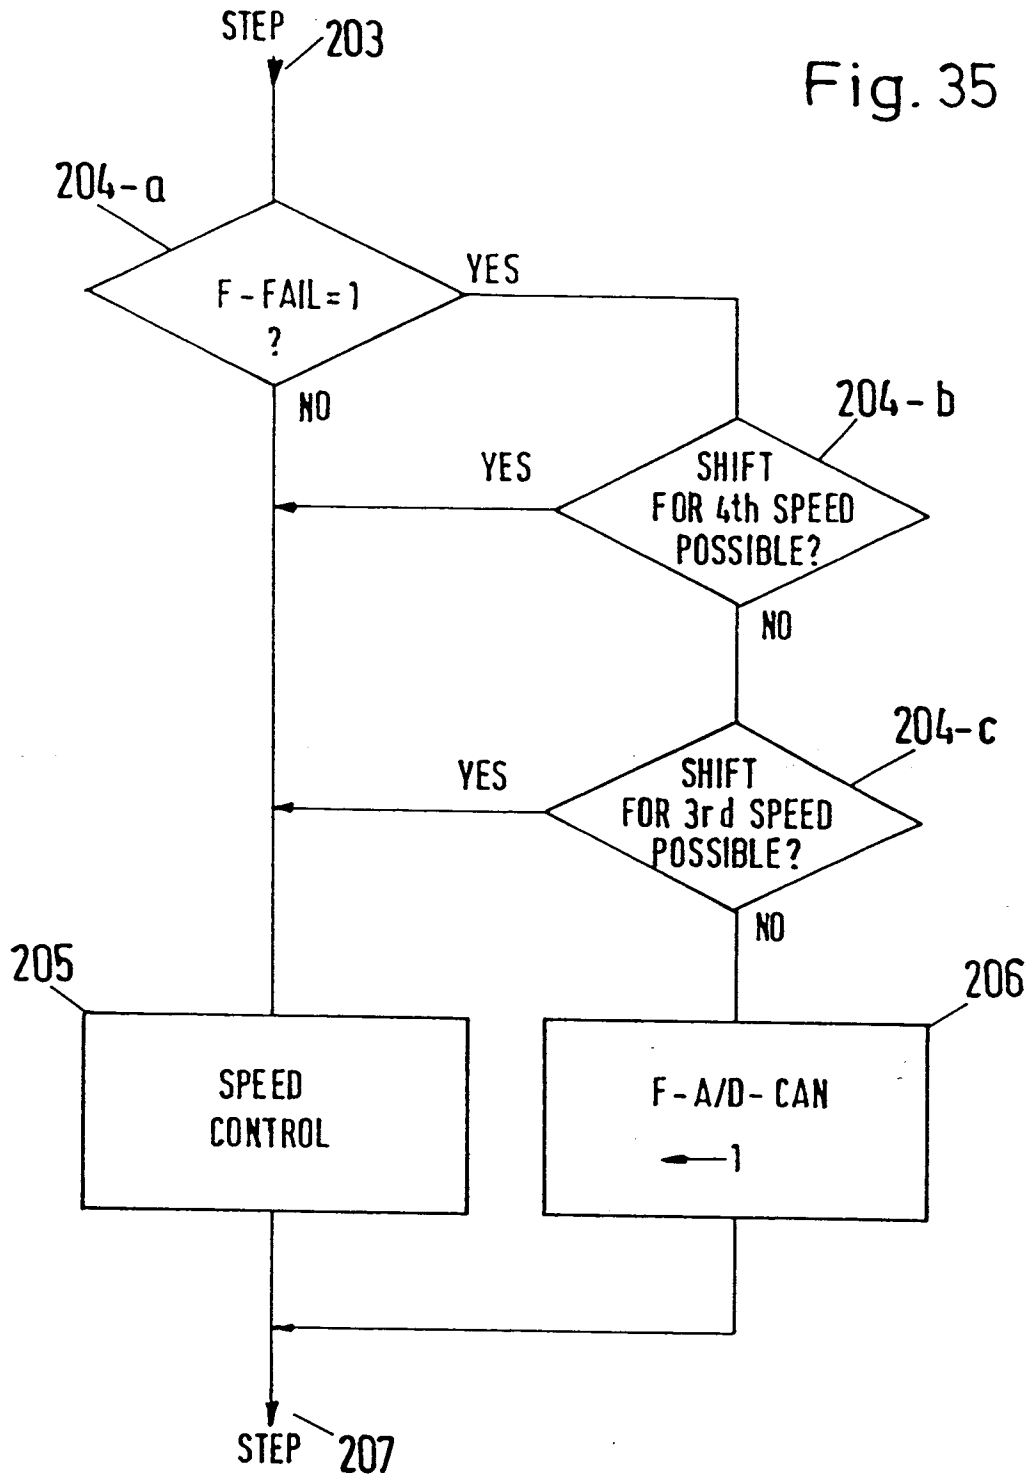 STEP
203
Fig. 35
204-a
YES
F-FAIL=1
?
NO
204-b
YES
SHIFT
FOR 4th SPEED
POSSIBLE?
NO
204-c
YES
SHIFT
FOR 3rd SPEED
POSSIBLE?
NO
205
206
SPEED
CONTROL
F-A/D-CAN
←1
STEP
207